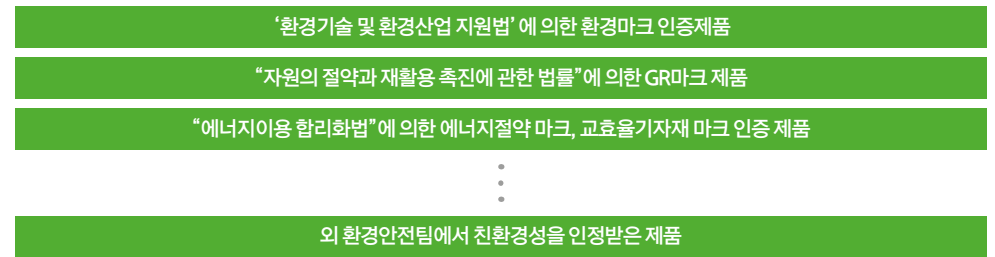 ‘환경기술 및 환경산업 지원법’ 에 의한 환경마크 인증제품
“자원의 절약과 재활용 촉진에 관한 법률”에 의한 GR마크 제품
“에너지이용 합리화법”에 의한 에너지절약 마크, 교효율기자재 마크 인증 제품
외 환경안전팀에서 친환경성을 인정받은 제품